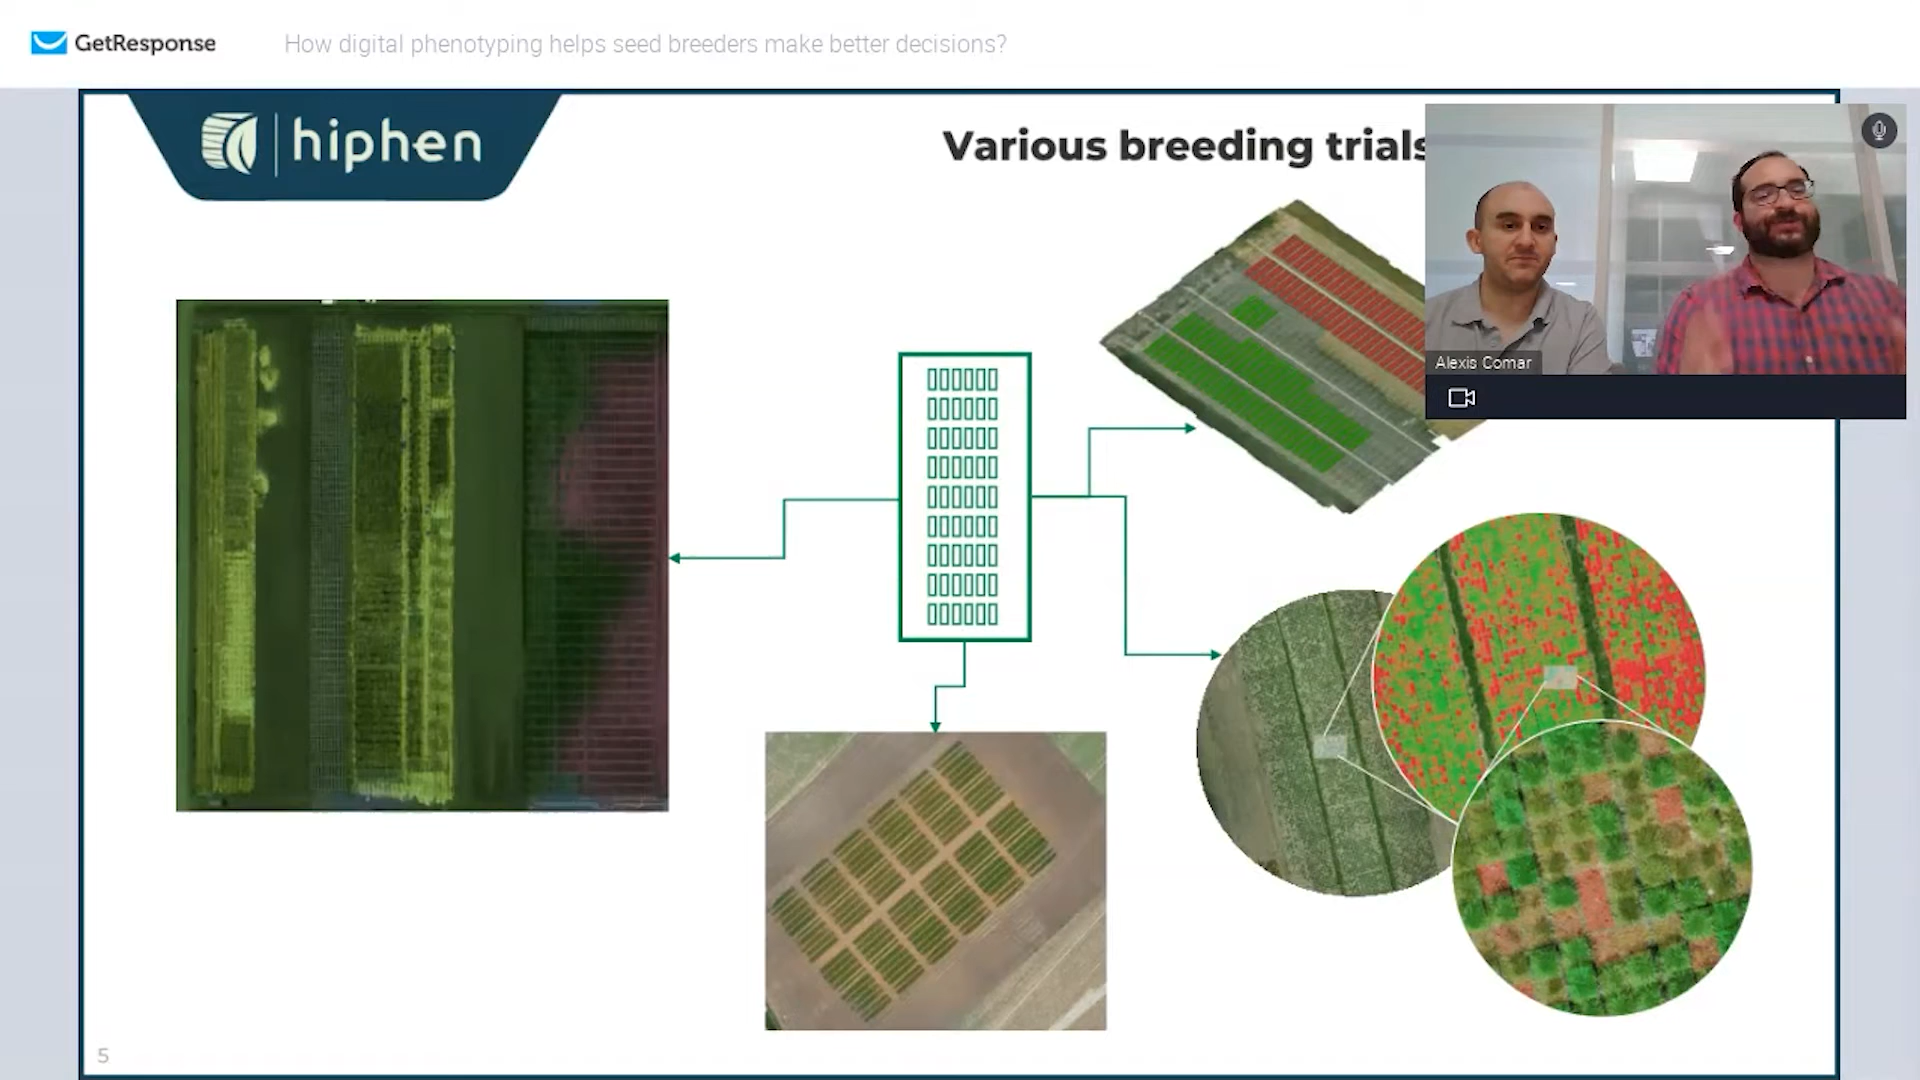 GetResponse
How digital phenotyping helps seed breeders make better decisions?
hiphen
Various breeding trials
Alexis Comar
5